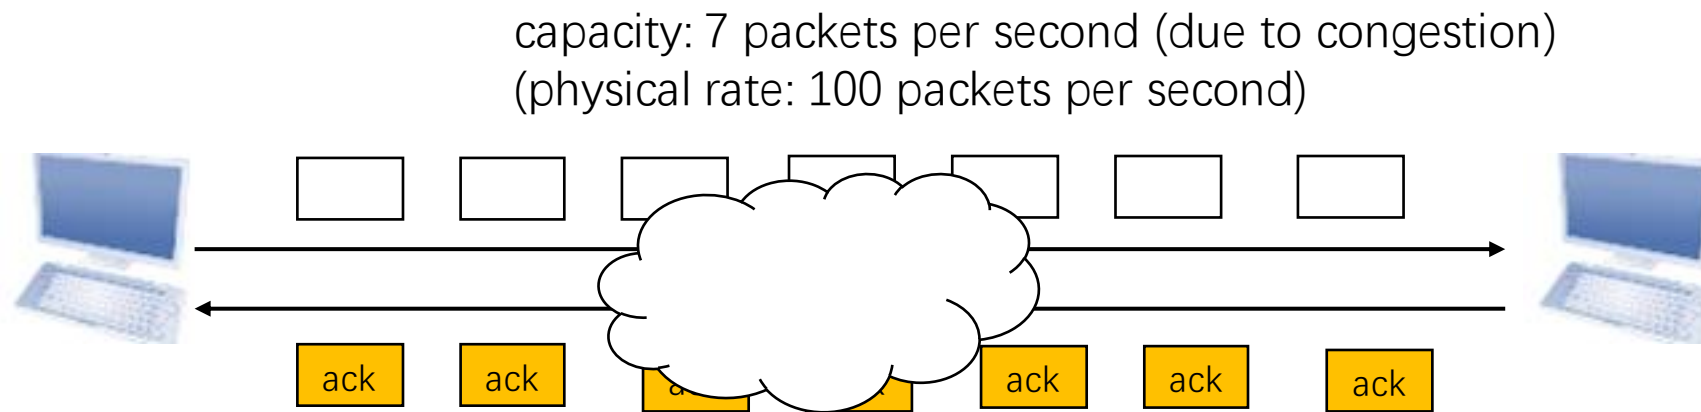 capacity: 7 packets per second (due to congestion)
(physical rate: 100 packets per second)
ack
ack
ack
ack
ack